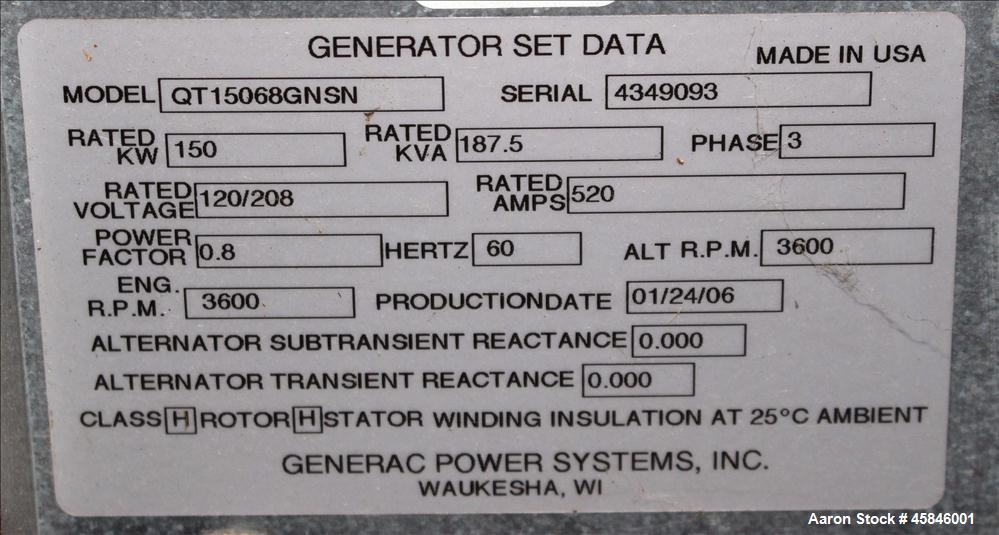 GENERATOR SET DATA
MADE IN USA
MODEL QT15068GNSN SERIAL 4349093
RATED KW 150 RATED KVA 187.5 PHASE 3
RATED VOLTAGE 120/208 RATED AMPS 520
POWER FACTOR 0.8 HERTZ 60 ALT R.P.M. 3600
ENG. R.P.M. 3600 PRODUCTION DATE 01/24/06
ALTERNATOR SUBTRANSIENT REACTANCE 0.000
ALTERNATOR TRANSIENT REACTANCE 0.000
CLASS H ROTOR H STATOR WINDING INSULATION AT 25°C AMBIENT
GENERAC POWER SYSTEMS, INC.
WAUKESHA, WI
Aaron Stock # 45846001